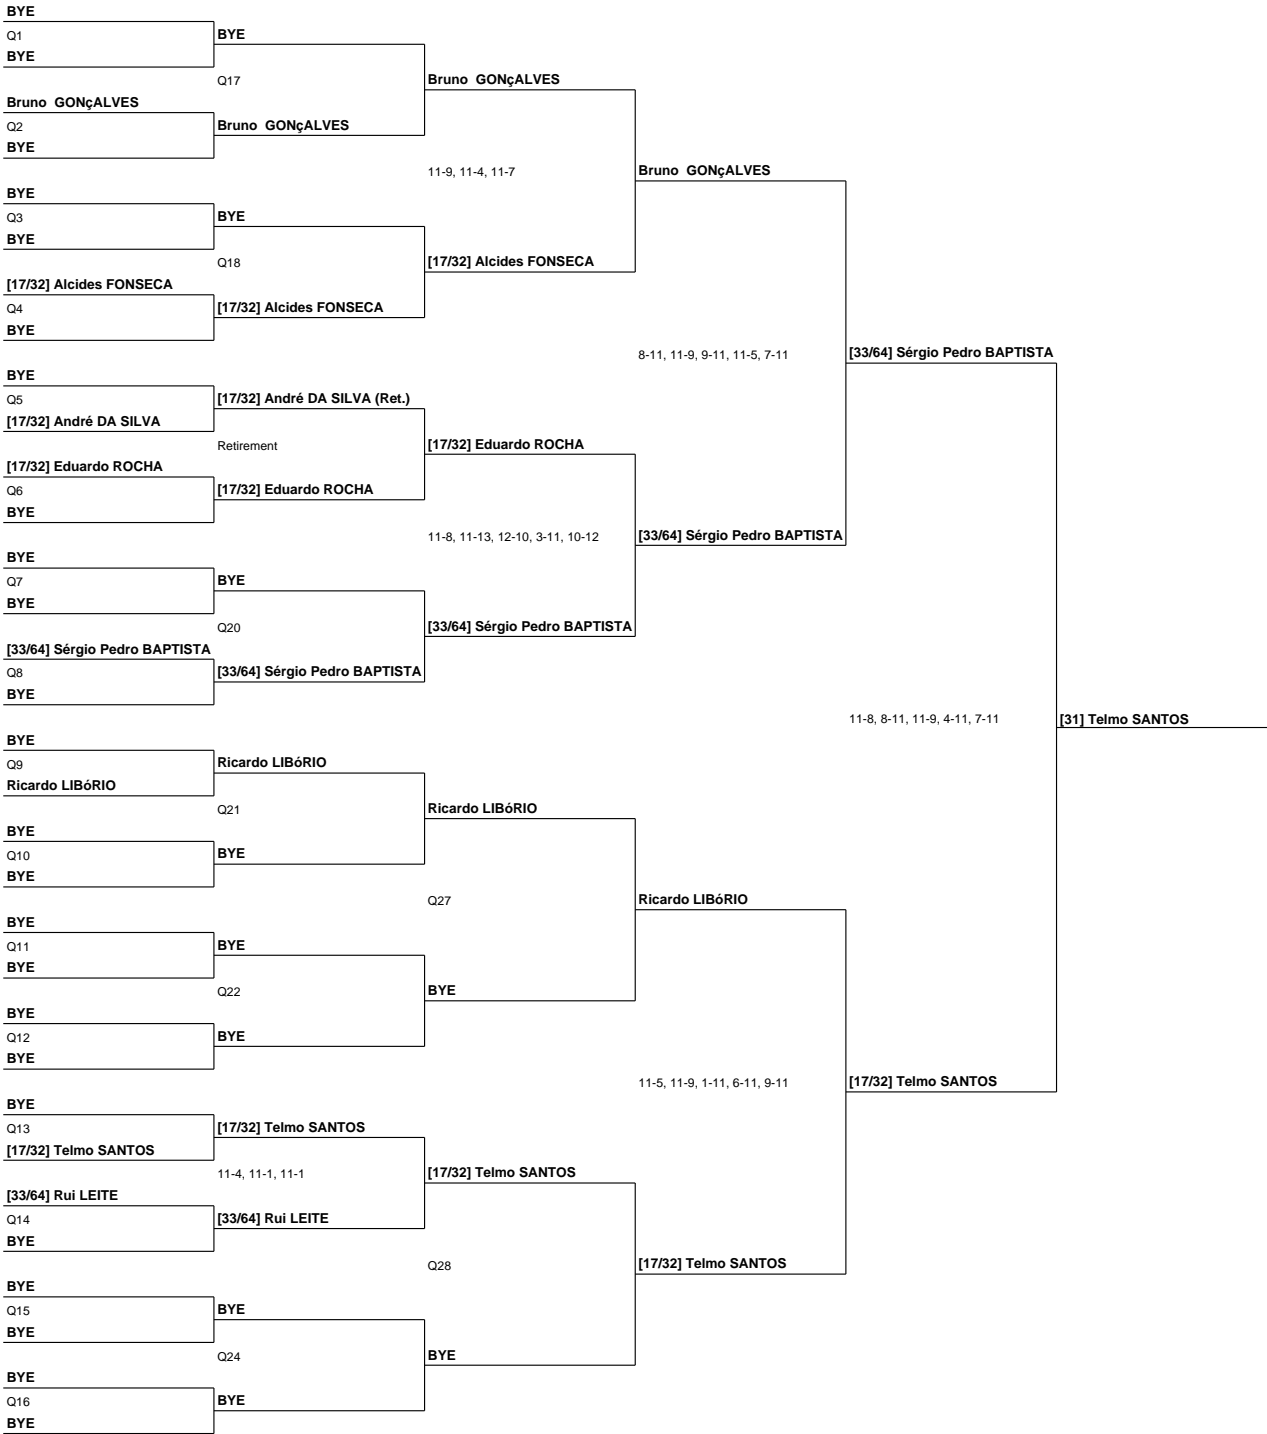 BYE
Q1
BYE
BYE
Q17
Bruno  GONçALVES
Bruno  GONçALVES
Q2
Bruno  GONçALVES
BYE
11-9, 11-4, 11-7
Bruno  GONçALVES
BYE
Q3
BYE
BYE
Q18
[17/32] Alcides FONSECA
[17/32] Alcides FONSECA
Q4
[17/32] Alcides FONSECA
BYE
8-11, 11-9, 9-11, 11-5, 7-11
[33/64] Sérgio Pedro BAPTISTA
BYE
Q5
[17/32] André DA SILVA (Ret.)
[17/32] André DA SILVA
Retirement
[17/32] Eduardo ROCHA
[17/32] Eduardo ROCHA
Q6
[17/32] Eduardo ROCHA
BYE
11-8, 11-13, 12-10, 3-11, 10-12
[33/64] Sérgio Pedro BAPTISTA
BYE
Q7
BYE
BYE
Q20
[33/64] Sérgio Pedro BAPTISTA
[33/64] Sérgio Pedro BAPTISTA
Q8
[33/64] Sérgio Pedro BAPTISTA
BYE
11-8, 8-11, 11-9, 4-11, 7-11
[31] Telmo SANTOS
BYE
Q9
Ricardo LIBóRIO
Ricardo LIBóRIO
Q21
Ricardo LIBóRIO
BYE
Q10
BYE
BYE
Q27
Ricardo LIBóRIO
BYE
Q11
BYE
BYE
Q22
BYE
BYE
Q12
BYE
BYE
11-5, 11-9, 1-11, 6-11, 9-11
[17/32] Telmo SANTOS
BYE
Q13
[17/32] Telmo SANTOS
[17/32] Telmo SANTOS
11-4, 11-1, 11-1
[17/32] Telmo SANTOS
[33/64] Rui LEITE
Q14
[33/64] Rui LEITE
BYE
Q28
[17/32] Telmo SANTOS
BYE
Q15
BYE
BYE
Q24
BYE
BYE
Q16
BYE
BYE